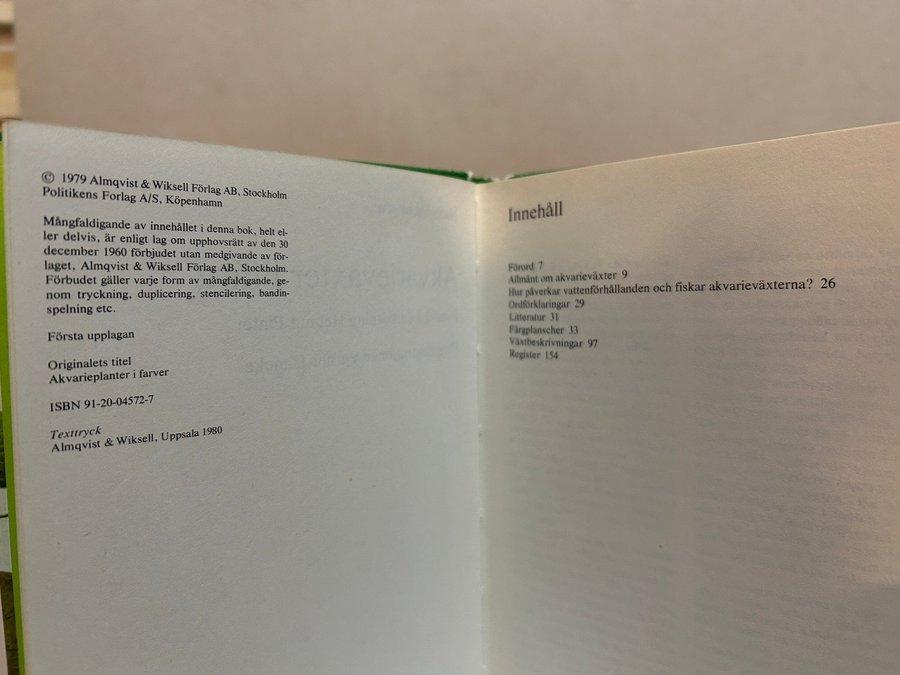 © 1979 Almqvist & Wiksell Förlag AB, Stockholm
Politikens Forlag A/S, Köpenhamn
Mångfaldigande av innehållet i denna bok, helt el-
ler delvis, är enligt lag om upphovsrätt av den 30
december 1960 förbjudet utan medgivande av för-
laget, Almqvist & Wiksell Förlag AB, Stockholm.
Förbudet gäller varje form av mångfaldigande, ge-
nom tryckning, duplicering, stencilering, bandin-
spelning etc.
Första upplagan
Originalets titel
Akvarieplanter i farver
ISBN 91-20-04572-7
Texttryck
Almqvist & Wiksell, Uppsala 1980
Innehåll
Förord 7
Allmänt om akvarieväxter 9
Hur påverkar vattenförhållanden och fiskar akvarieväxterna? 26
Ordförklaringar 29
Litteratur 31
Färgplanscher 33
Växtbeskrivningar 97
Register 154